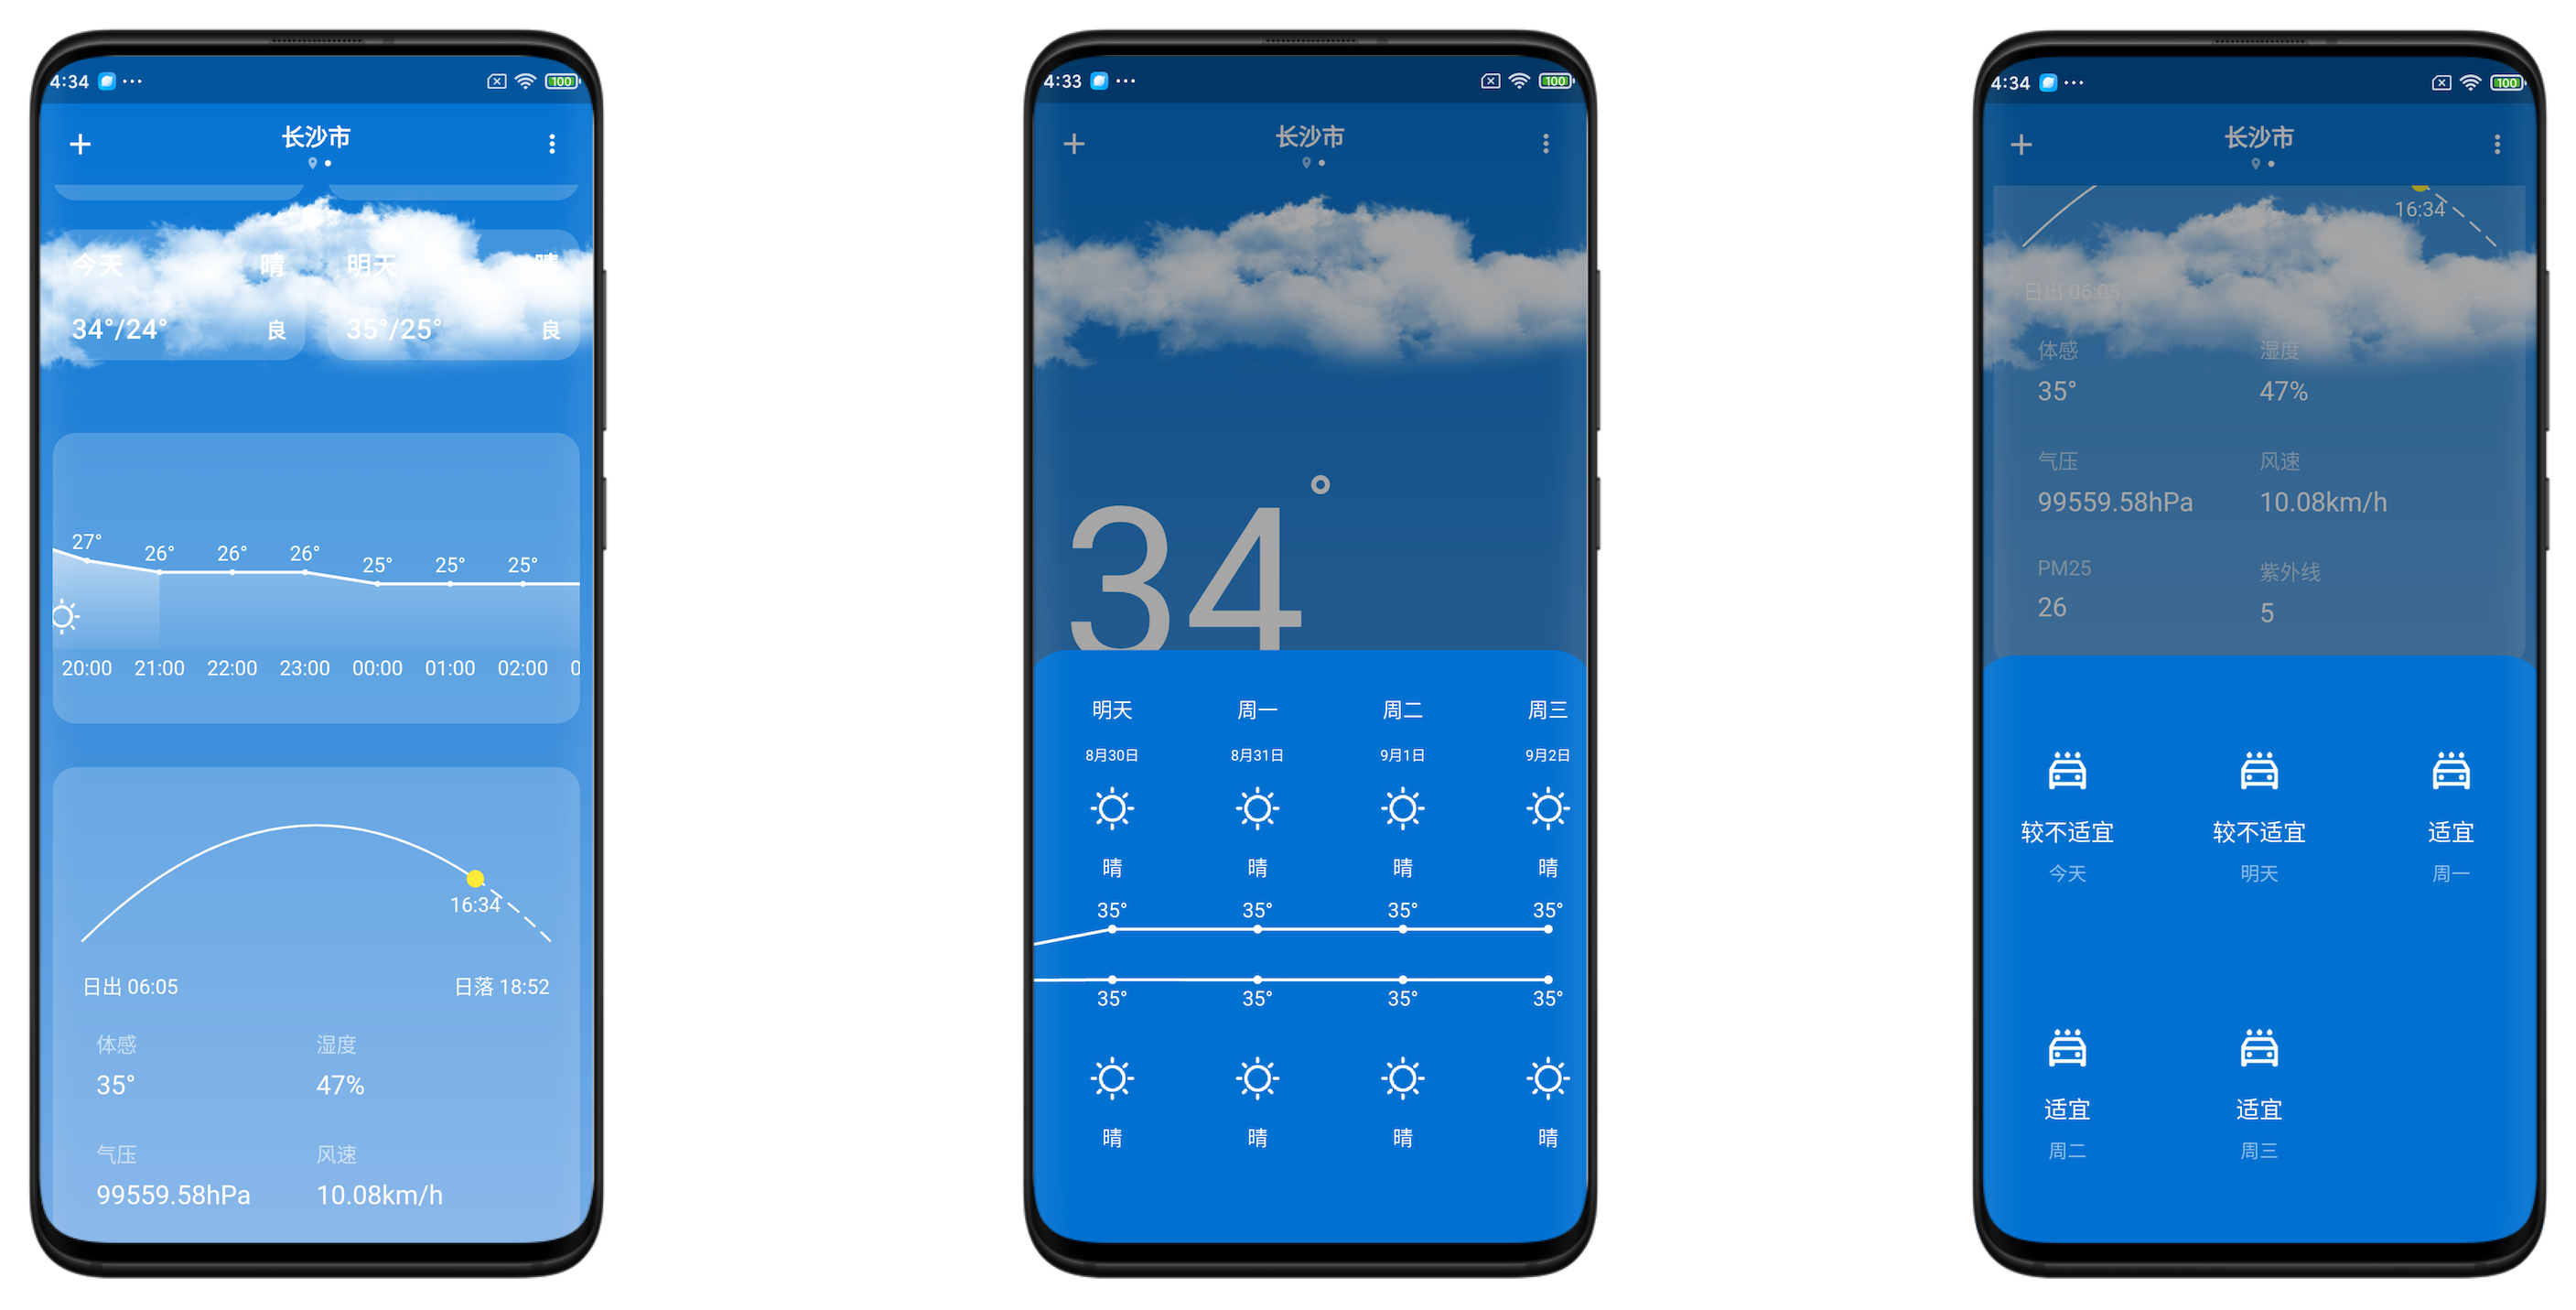 4:34 ... 100
长沙市
今天 晴 明天 晴
34°/24° 良 35°/25° 良
27° 26° 26° 26° 25° 25° 25°
20:00 21:00 22:00 23:00 00:00 01:00 02:00 0
16:34
日出 06:05 日落 18:52
体感 湿度
35° 47%
气压 风速
99559.58hPa 10.08km/h
4:33 ... 100
长沙市
34°
明天 周一 周二 周三
8月30日 8月31日 9月1日 9月2日
晴 晴 晴 晴
35° 35° 35° 35°
35° 35° 35° 35°
晴 晴 晴 晴
4:34 ... 100
长沙市
16:34
日出 06:05
体感 湿度
35° 47%
气压 风速
99559.58hPa 10.08km/h
PM25 紫外线
26 5
较不适宜 较不适宜 适宜
今天 明天 周一
适宜 适宜
周二 周三